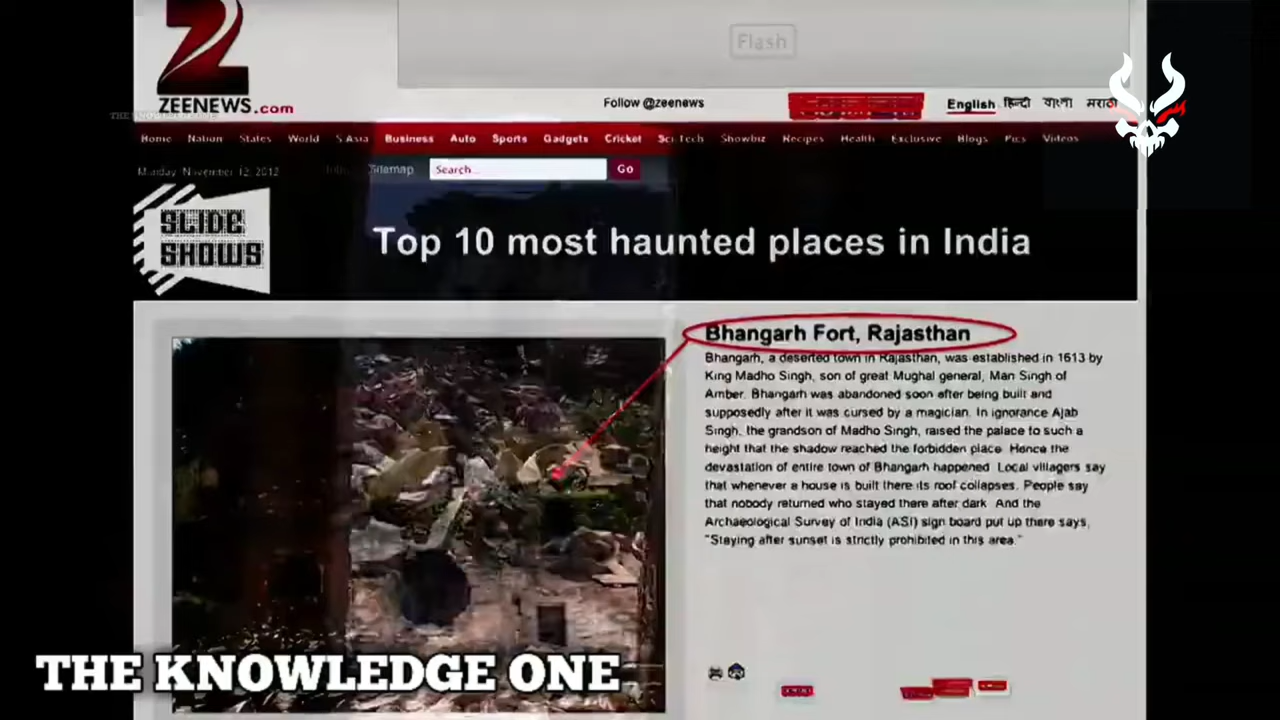 Flash
ZEENEWS.com
THE KNOWLEDGE ONE
Follow @zeenews
English हिन्दी বাংলা मराठी
Home Nation States World S Asia Business Auto Sports Gadgets Cricket Sci Tech Showbiz Recipes Health Exclusive Blogs Pics Videos
Monday, November 12, 2012 Sitemap Search... Go
SLIDE
SHOWS
Top 10 most haunted places in India
Bhangarh Fort, Rajasthan
Bhangarh, a deserted town in Rajasthan, was established in 1613 by
King Madho Singh, son of great Mughal general, Man Singh of
Amber. Bhangarh was abandoned soon after being built and
supposedly after it was cursed by a magician. In ignorance Ajab
Singh, the grandson of Madho Singh, raised the palace to such a
height that the shadow reached the forbidden place. Hence the
devastation of entire town of Bhangarh happened. Local villagers say
that whenever a house is built there its roof collapses. People say
that nobody returned who stayed there after dark. And the
Archaeological Survey of India (ASI) sign board put up there says,
"Staying after sunset is strictly prohibited in this area."
THE KNOWLEDGE ONE